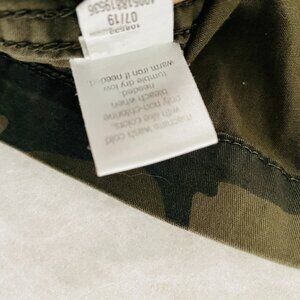 machine wash cold
with like colors.
only non-chlorine
bleach when
needed.
tumble dry low
warm iron if needed.
400518819536
07/19